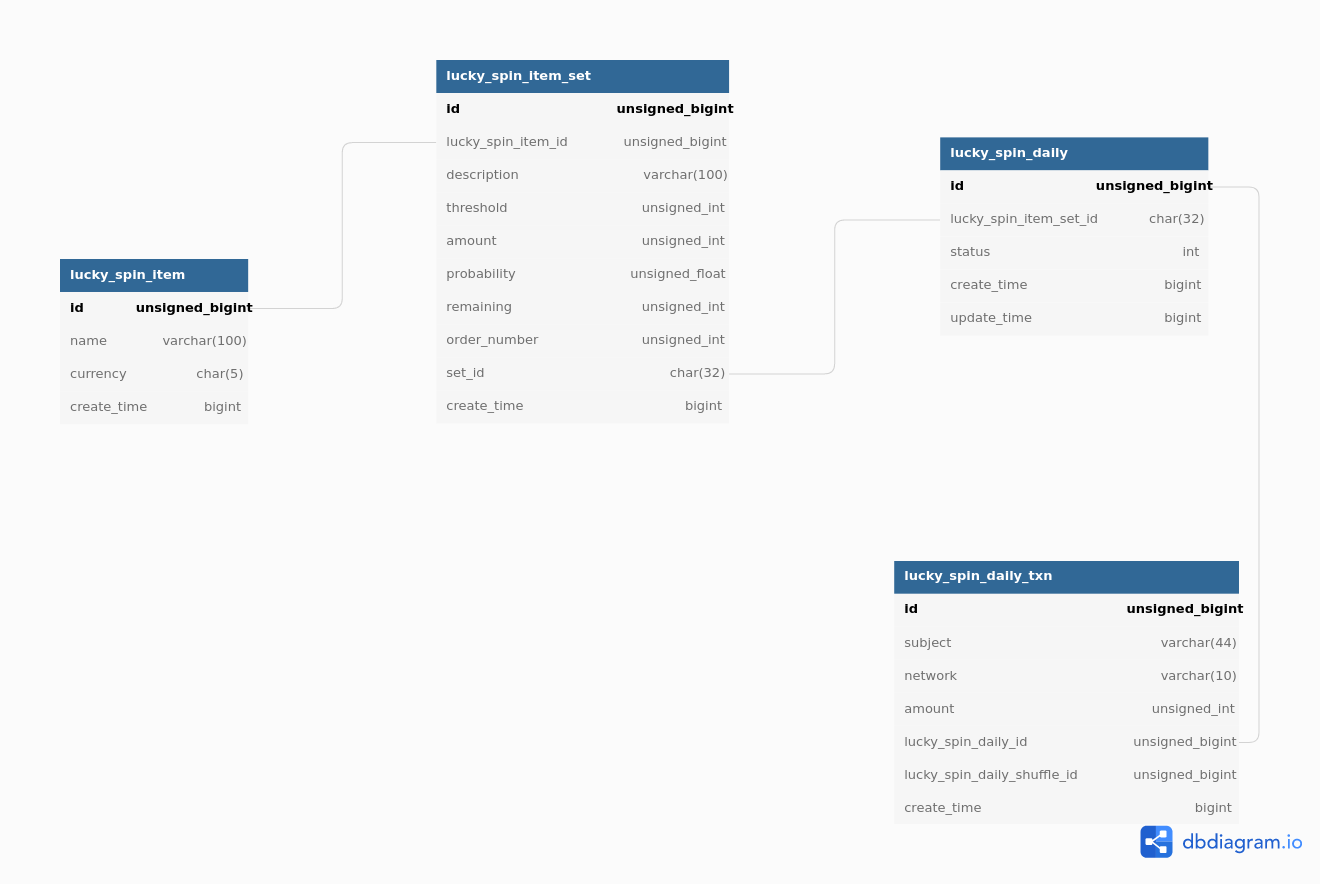 lucky_spin_item
id unsigned_bigint
name varchar(100)
currency char(5)
create_time bigint
lucky_spin_item_set
id unsigned_bigint
lucky_spin_item_id unsigned_bigint
description varchar(100)
threshold unsigned_int
amount unsigned_int
probability unsigned_float
remaining unsigned_int
order_number unsigned_int
set_id char(32)
create_time bigint
lucky_spin_daily
id unsigned_bigint
lucky_spin_item_set_id char(32)
status int
create_time bigint
update_time bigint
lucky_spin_daily_txn
id unsigned_bigint
subject varchar(44)
network varchar(10)
amount unsigned_int
lucky_spin_daily_id unsigned_bigint
lucky_spin_daily_shuffle_id unsigned_bigint
create_time bigint
dbdiagram.io